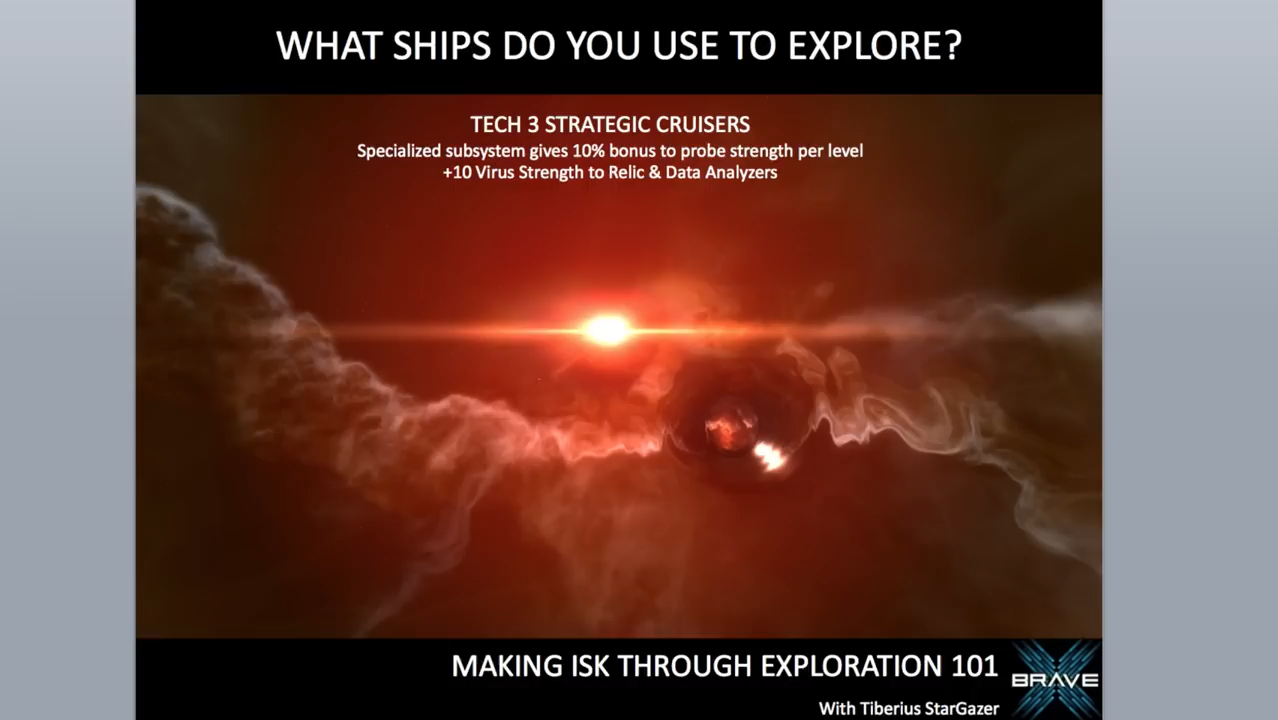 WHAT SHIPS DO YOU USE TO EXPLORE?
TECH 3 STRATEGIC CRUISERS
Specialized subsystem gives 10% bonus to probe strength per level
+10 Virus Strength to Relic & Data Analyzers
MAKING ISK THROUGH EXPLORATION 101
BRAVE
With Tiberius StarGazer